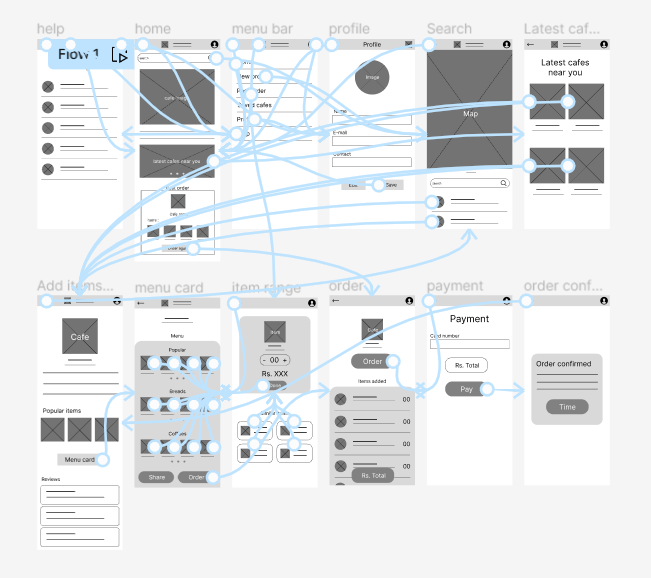 help
home
menu bar
profile
Search
Latest caf...
Flow 1
Profile
Latest cafes
near you
Image
Name
E-mail
Contact
Save
Map
latest cafes near you
Add items...
menu card
item range
order
payment
order conf...
Cafe
Popular items
Menu card
Reviews
Menu
Popular
Breads
Share
Order
Item
- 00 +
Rs. XXX
Cafe
Order
Items added
00
00
00
00
Rs. Total
Payment
Card number
Rs. Total
Pay
Order confirmed
Time